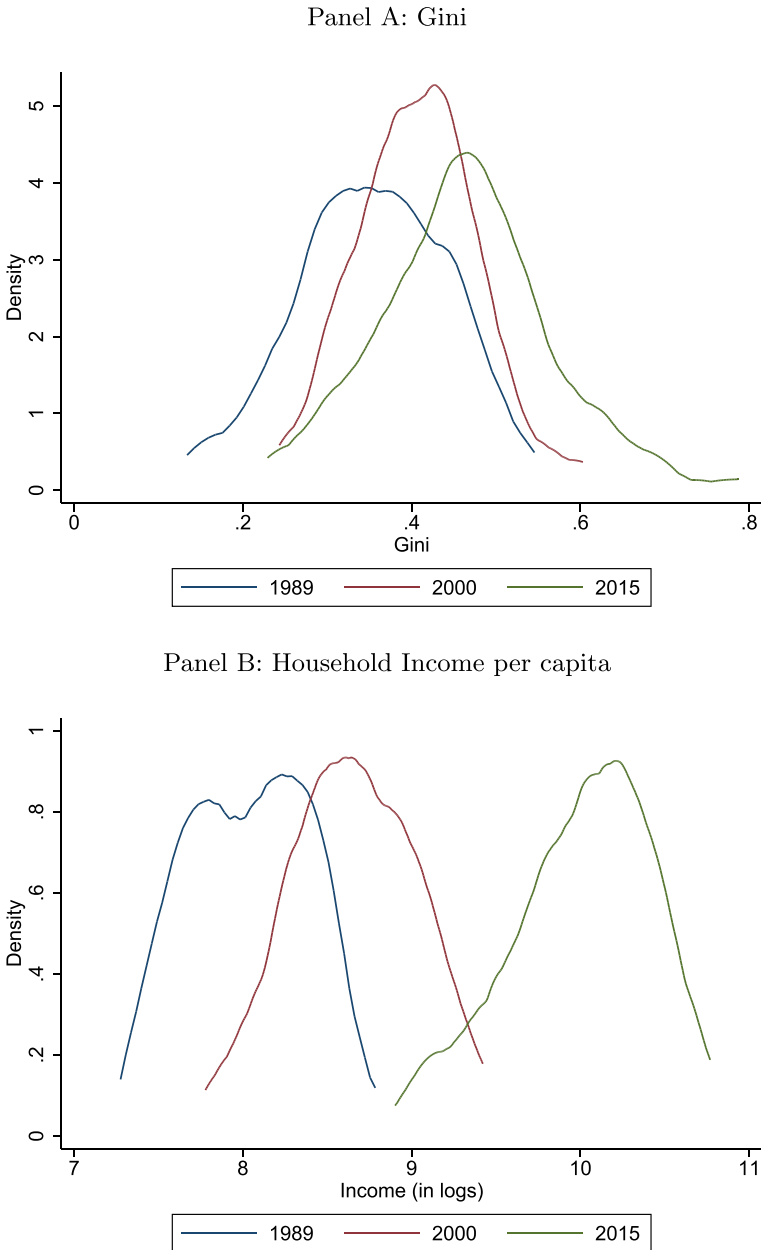 Panel A: Gini
5
4
3
2
1
0
Density
0 .2 .4 .6 .8
Gini
1989 2000 2015
Panel B: Household Income per capita
1
.8
.6
.4
.2
0
Density
7 8 9 10 11
Income (in logs)
1989 2000 2015